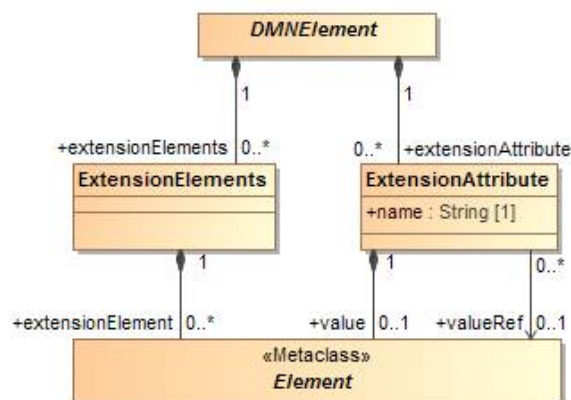 DMNElement
1 1
+extensionElements 0..* 0..* +extensionAttribute
ExtensionElements ExtensionAttribute
+name : String [1]
1 1 0..*
+extensionElement 0..* +value 0..1 +valueRef 0..1
«Metaclass»
Element